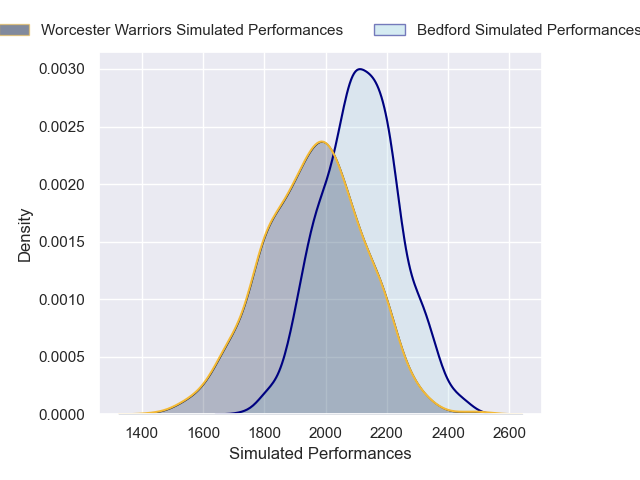 Worcester Warriors Simulated Performances
Bedford Simulated Performances
0.0030
0.0025
0.0020
0.0015
0.0010
0.0005
0.0000
Density
1400 1600 1800 2000 2200 2400 2600
Simulated Performances